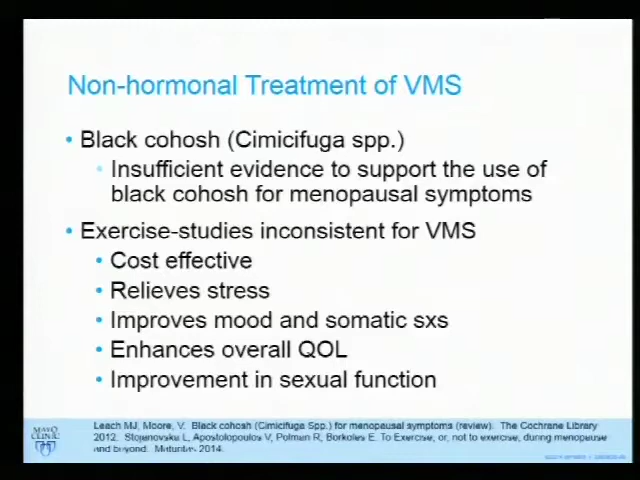 Non-hormonal Treatment of VMS
• Black cohosh (Cimicifuga spp.)
• Insufficient evidence to support the use of
black cohosh for menopausal symptoms
• Exercise-studies inconsistent for VMS
• Cost effective
• Relieves stress
• Improves mood and somatic sxs
• Enhances overall QOL
• Improvement in sexual function
MAYO
CLINIC
Leach MJ, Moore, V. Black cohosh (Cimicifuga Spp.) for menopausal symptoms (review). The Cochrane Library
2012. Stojanovska L, Apostolopoulos V, Polman R, Borkoles E. To Exercise, or, not to exercise, during menopause
and beyond. Maturitas 2014.